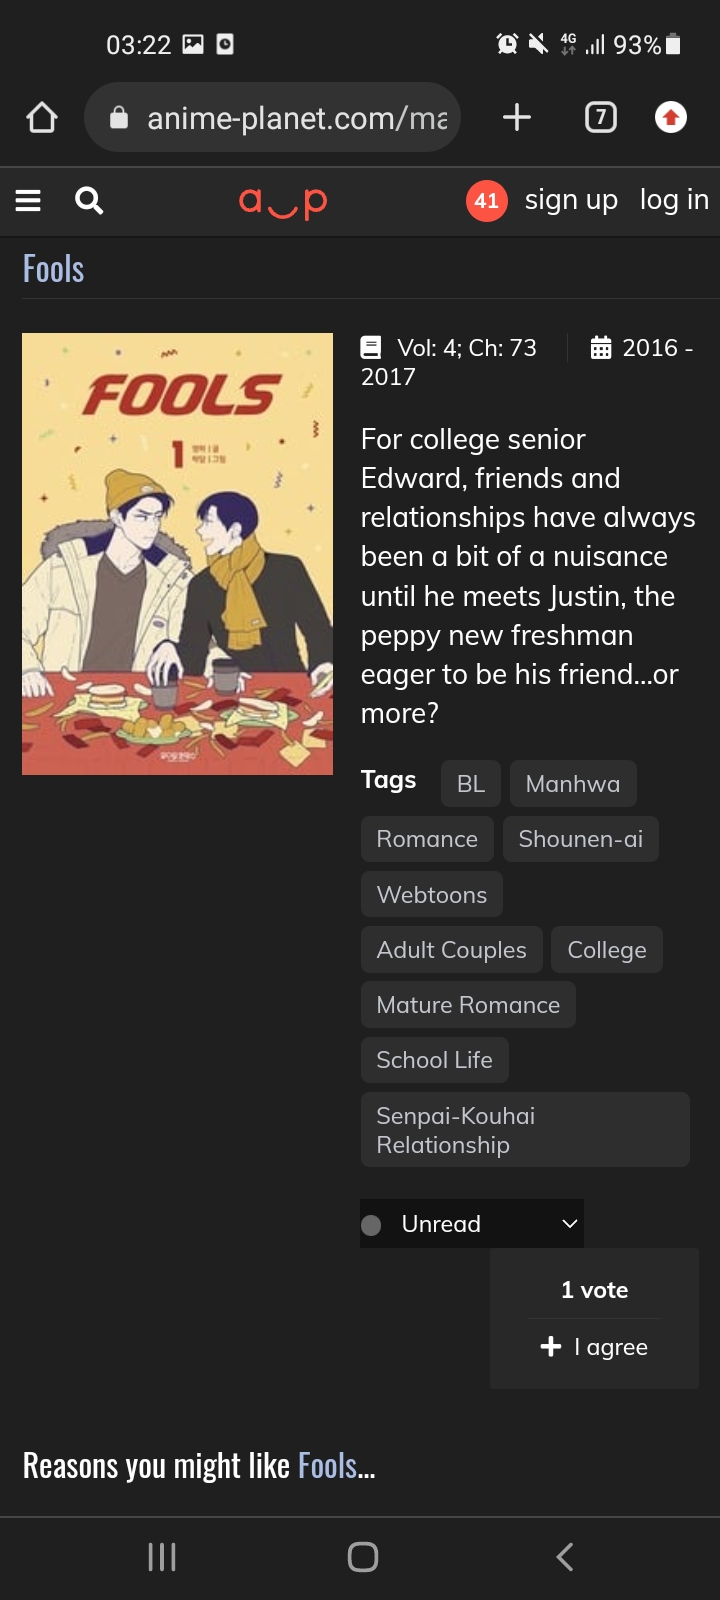 03:22
4G
93%
anime-planet.com/ma
7
a p
41 sign up log in
Fools
FOOLS
1
Vol: 4; Ch: 73
2016 -
2017
For college senior
Edward, friends and
relationships have always
been a bit of a nuisance
until he meets Justin, the
peppy new freshman
eager to be his friend...or
more?
Tags BL Manhwa
Romance Shounen-ai
Webtoons
Adult Couples College
Mature Romance
School Life
Senpai-Kouhai
Relationship
Unread
1 vote
I agree
Reasons you might like Fools...